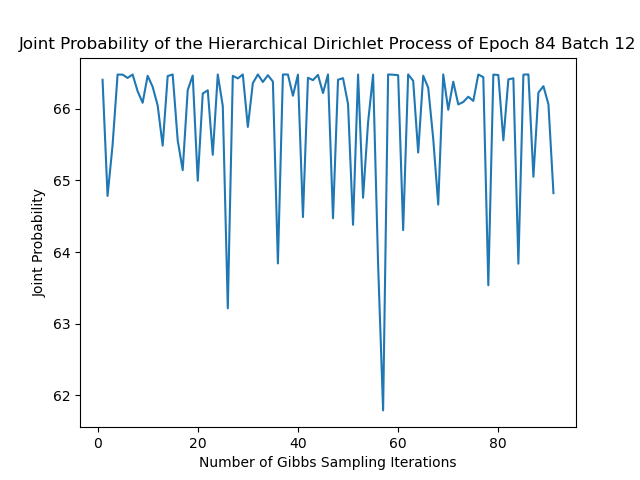 Joint Probability of the Hierarchical Dirichlet Process of Epoch 84 Batch 12
66
65
64
63
62
Joint Probability
0 20 40 60 80
Number of Gibbs Sampling Iterations